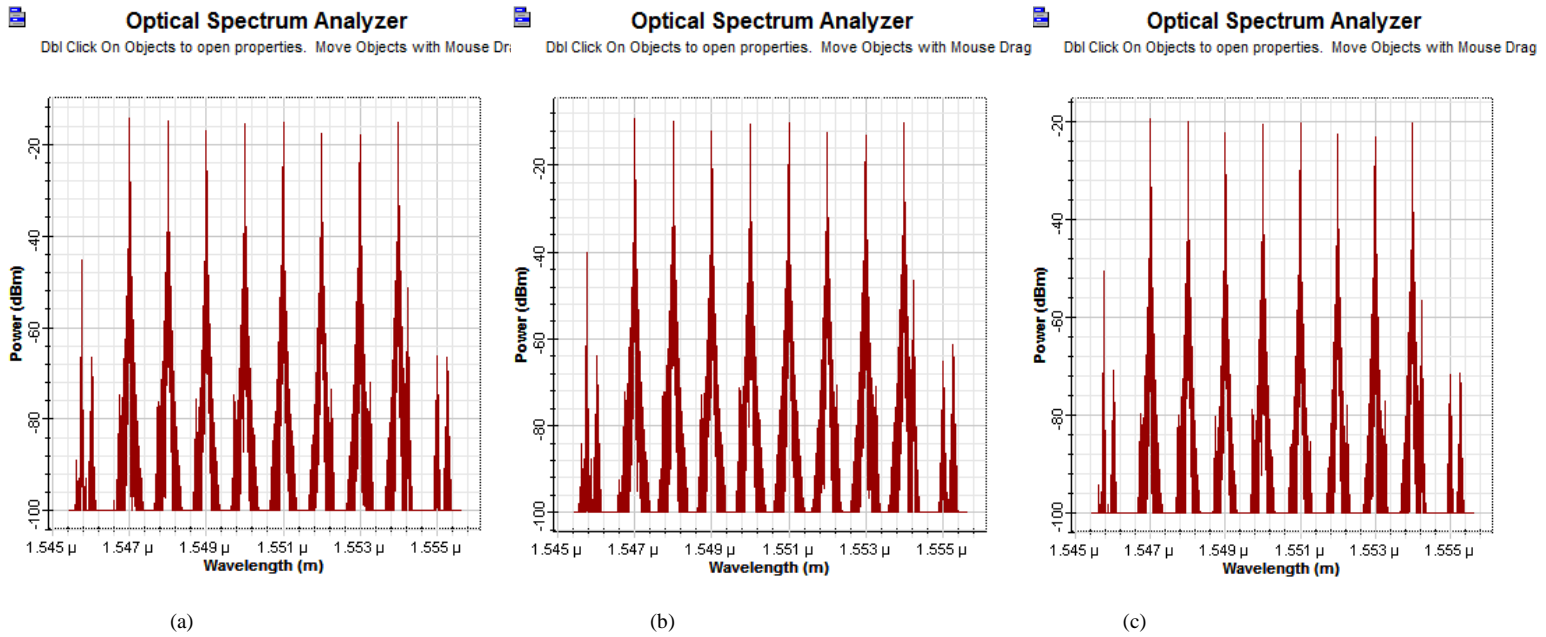 Optical Spectrum Analyzer
Dbl Click On Objects to open properties. Move Objects with Mouse Dra
Power (dBm)
-20
-40
-60
-80
-100
1.545 µ 1.547 µ 1.549 µ 1.551 µ 1.553 µ 1.555 µ
Wavelength (m)
(a)
Optical Spectrum Analyzer
Dbl Click On Objects to open properties. Move Objects with Mouse Drag
Power (dBm)
-20
-40
-60
-80
-100
1.545 µ 1.547 µ 1.549 µ 1.551 µ 1.553 µ 1.555 µ
Wavelength (m)
(b)
Optical Spectrum Analyzer
Dbl Click On Objects to open properties. Move Objects with Mouse Drag
Power (dBm)
-20
-40
-60
-80
-100
1.545 µ 1.547 µ 1.549 µ 1.551 µ 1.553 µ 1.555 µ
Wavelength (m)
(c)